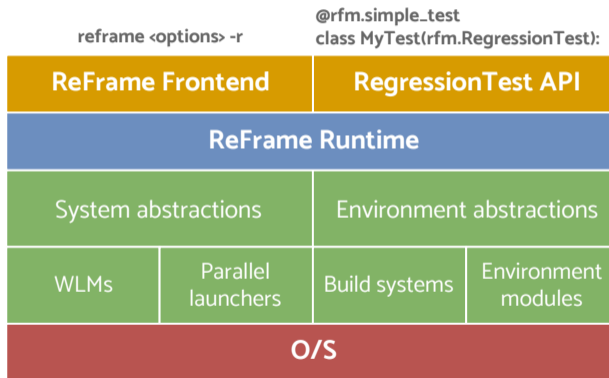 reframe <options> -r
@rfm.simple_test
class MyTest(rfm.RegressionTest):
ReFrame Frontend
RegressionTest API
ReFrame Runtime
System abstractions
Environment abstractions
WLMs
Parallel
launchers
Build systems
Environment
modules
O/S